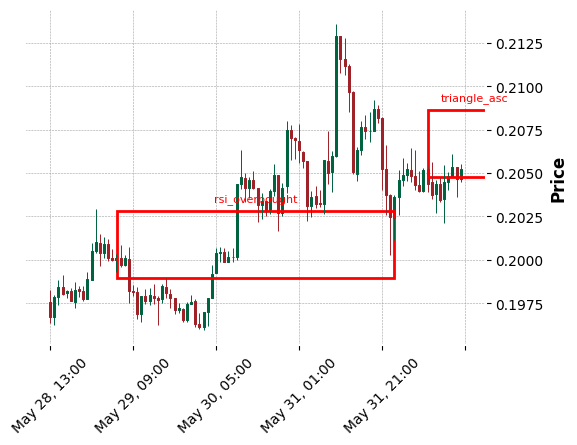 0.2125
0.2100
triangle_asc
0.2075
0.2050
Price
rsi_overbought
0.2025
0.2000
0.1975
May 28, 13:00
May 29, 09:00
May 30, 05:00
May 31, 01:00
May 31, 21:00